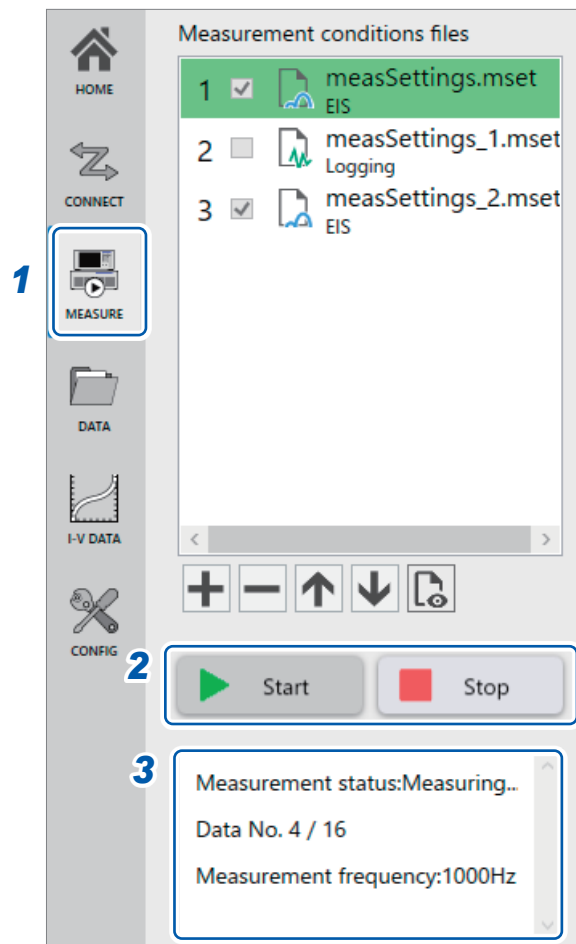 Measurement conditions files
HOME
1 measSettings.mset
EIS
2 measSettings_1.mset
Logging
CONNECT
3 measSettings_2.mset
EIS
1
MEASURE
DATA
I-V DATA
CONFIG
2
Start Stop
3
Measurement status:Measuring..
Data No. 4 / 16
Measurement frequency:1000Hz